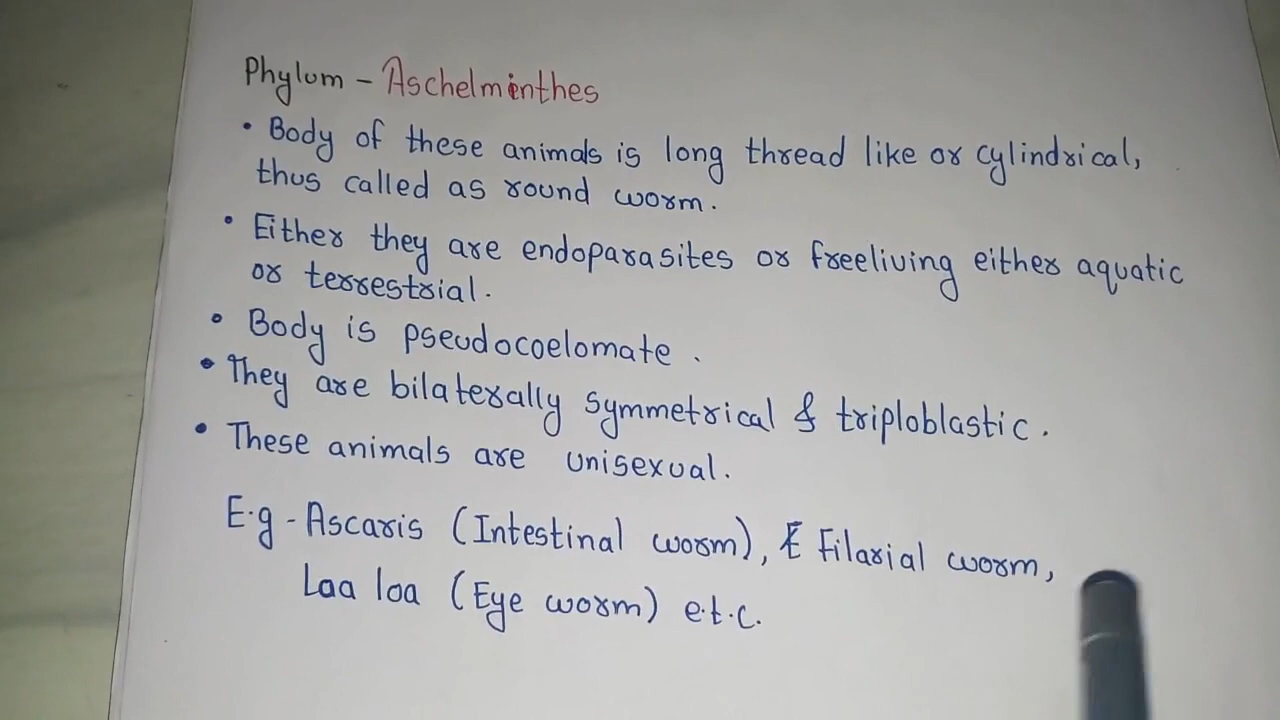 Phylum - Aschelminthes
• Body of these animals is long thread like or cylindrical,
thus called as round worm.
• Either they are endoparasites or freeliving either aquatic
or terrestrial.
• Body is pseudocoelomate.
• They are bilaterally symmetrical & triploblastic.
• These animals are unisexual.
E.g - Ascaris (Intestinal worm), Filarial worm,
Laa loa (Eye worm) e.t.c.